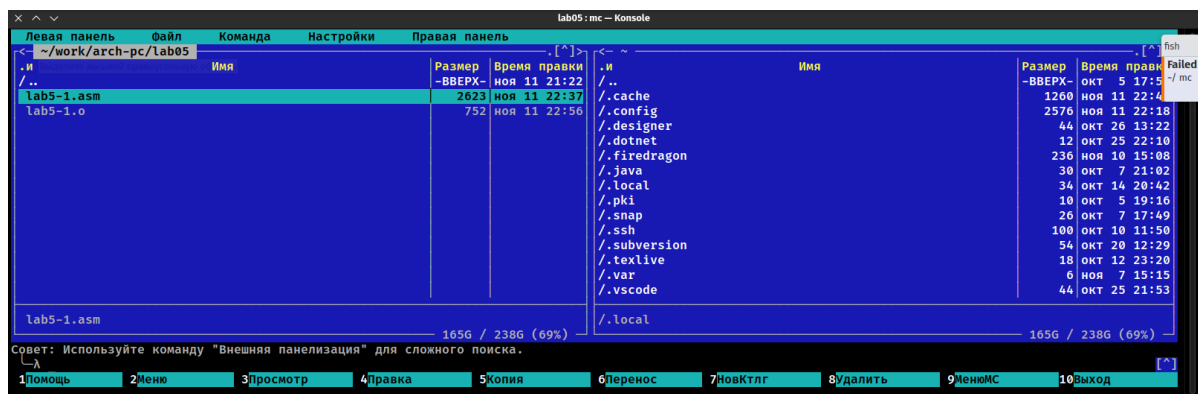 lab05 : mc — Konsole
Левая панель Файл Команда Настройки Правая панель
<— ~/work/arch-pc/lab05 .[^]>
.и Имя Размер Время правки
/.. -ВВЕРХ- ноя 11 21:22
lab5-1.asm 2623 ноя 11 22:37
lab5-1.o 752 ноя 11 22:56
lab5-1.asm
165G / 238G (69%)
<— ~ .[^]
.и Имя Размер Время правк
/.. -ВВЕРХ- окт 5 17:5
/.cache 1260 ноя 11 22:4
/.config 2576 ноя 11 22:18
/.designer 44 окт 26 13:22
/.dotnet 12 окт 25 22:10
/.firedragon 236 ноя 10 15:08
/.java 30 окт 7 21:02
/.local 34 окт 14 20:42
/.pki 10 окт 5 19:16
/.snap 26 окт 7 17:49
/.ssh 100 окт 10 11:50
/.subversion 54 окт 20 12:29
/.texlive 18 окт 12 23:20
/.var 6 ноя 7 15:15
/.vscode 44 окт 25 21:53
/.local
165G / 238G (69%)
fish
Failed
~/ mc
Совет: Используйте команду "Внешняя панелизация" для сложного поиска.
λ [^]
1Помощь 2Меню 3Просмотр 4Правка 5Копия 6Перенос 7НовКтлг 8Удалить 9МенюМС 10Выход